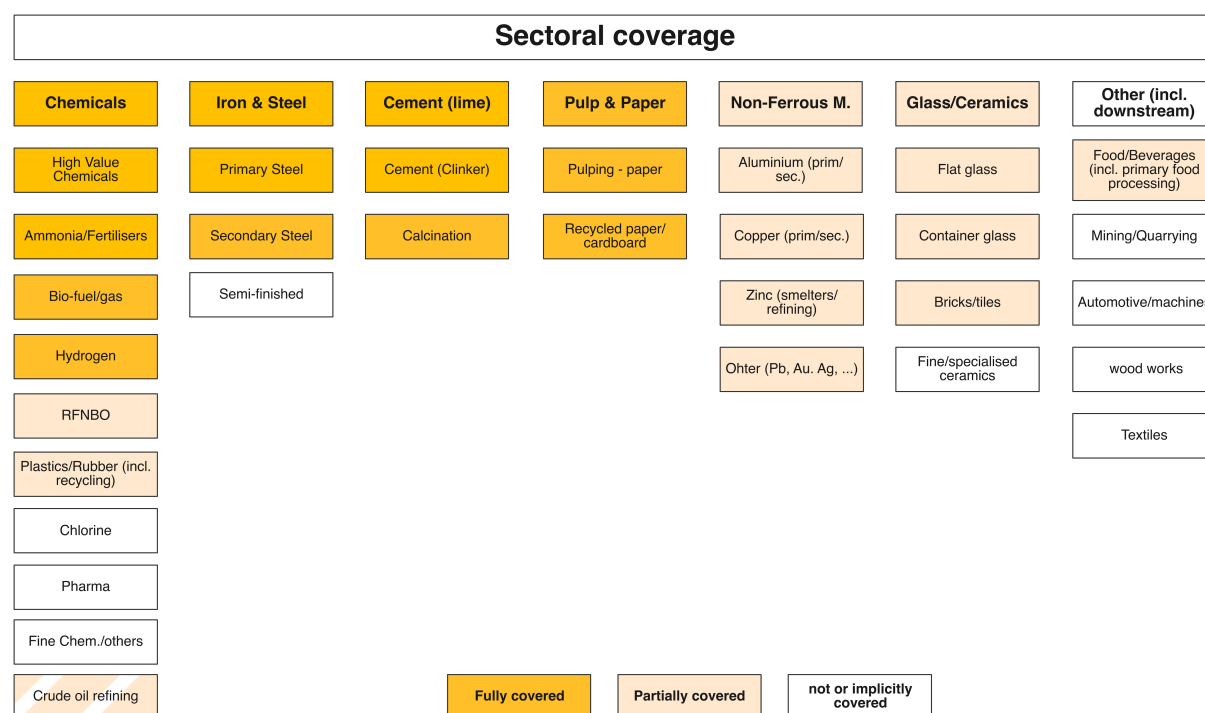 Sectoral coverage
Chemicals
High Value
Chemicals
Ammonia/Fertilisers
Bio-fuel/gas
Hydrogen
RFNBO
Plastics/Rubber (incl.
recycling)
Chlorine
Pharma
Fine Chem./others
Crude oil refining
Iron & Steel
Primary Steel
Secondary Steel
Semi-finished
Cement (lime)
Cement (Clinker)
Calcination
Pulp & Paper
Pulping - paper
Recycled paper/
cardboard
Non-Ferrous M.
Aluminium (prim/
sec.)
Copper (prim/sec.)
Zinc (smelters/
refining)
Ohter (Pb, Au. Ag, ...)
Glass/Ceramics
Flat glass
Container glass
Bricks/tiles
Fine/specialised
ceramics
Other (incl.
downstream)
Food/Beverages
(incl. primary food
processing)
Mining/Quarrying
Automotive/machines
wood works
Textiles
Fully covered
Partially covered
not or implicitly
covered